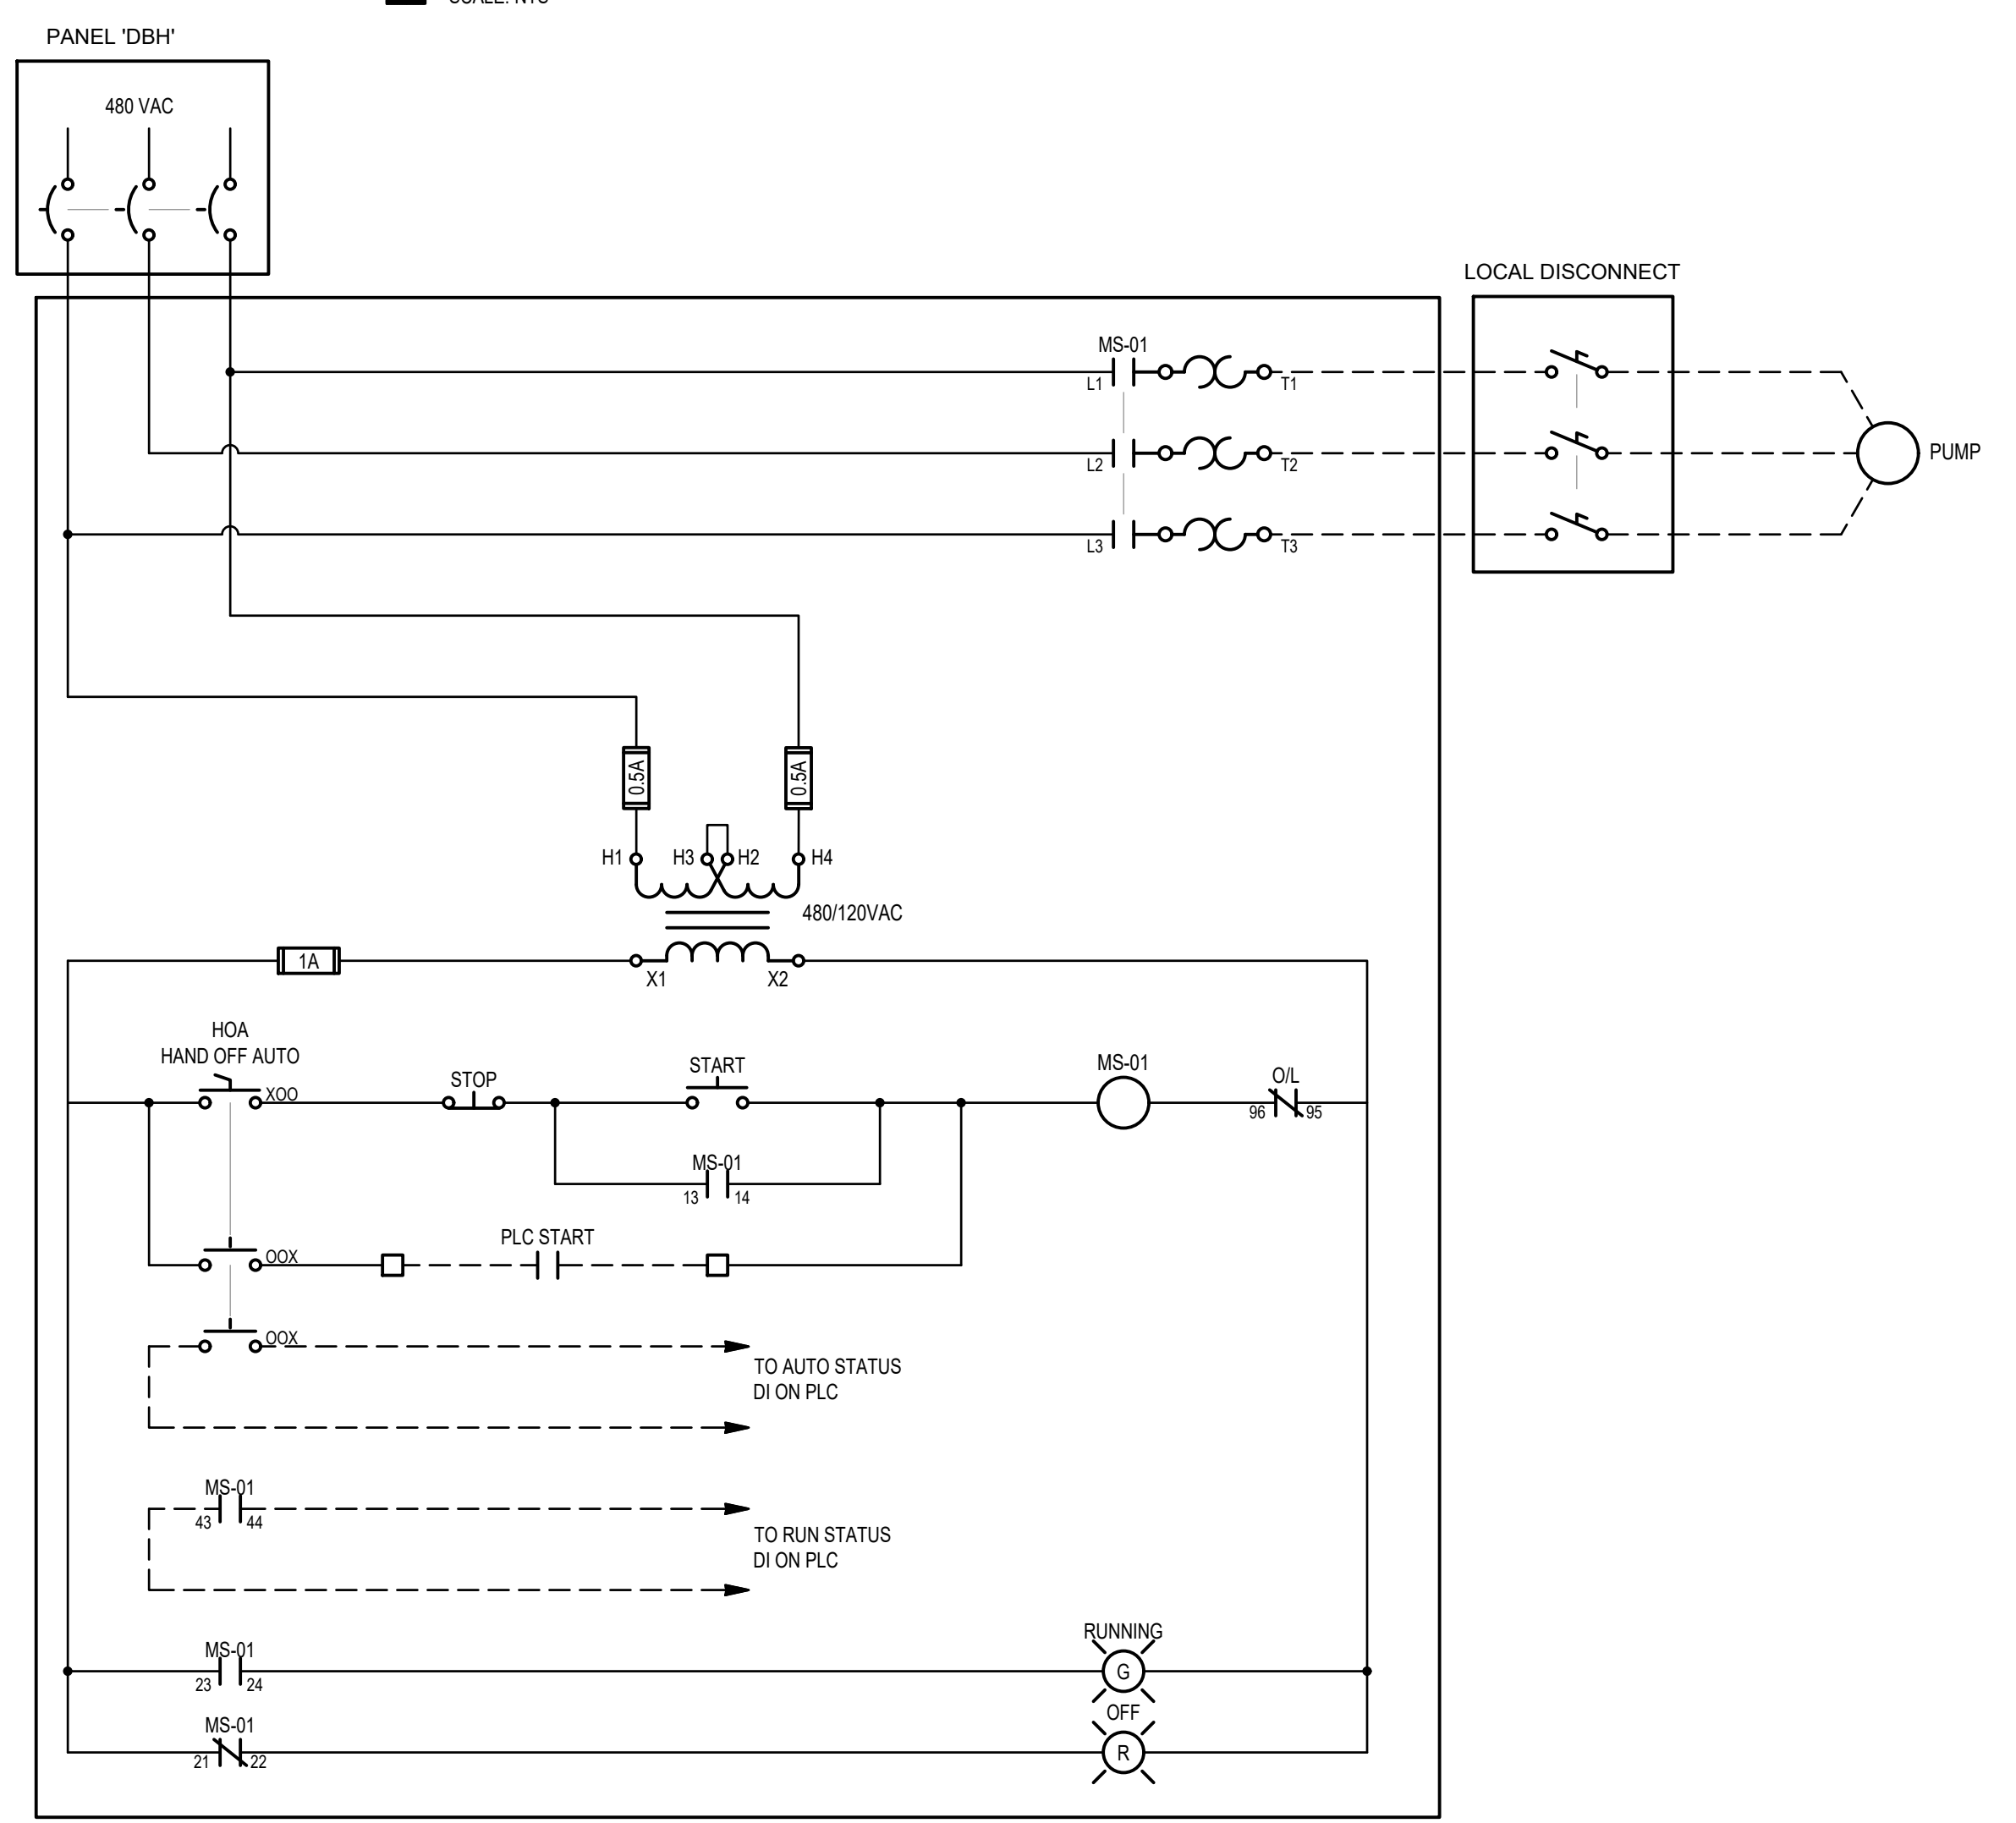 SCALE: NTS
PANEL 'DBH'
480 VAC
LOCAL DISCONNECT
MS-01
L1
T1
L2
T2
PUMP
L3
T3
0.5A
0.5A
H1
H3
H2
H4
480/120VAC
1A
X1
X2
HOA
HAND OFF AUTO
XOO
STOP
START
MS-01
O/L
96
95
MS-01
13
14
PLC START
OOX
OOX
TO AUTO STATUS
DI ON PLC
MS-01
43
44
TO RUN STATUS
DI ON PLC
RUNNING
MS-01
23
24
G
OFF
MS-01
21
22
R